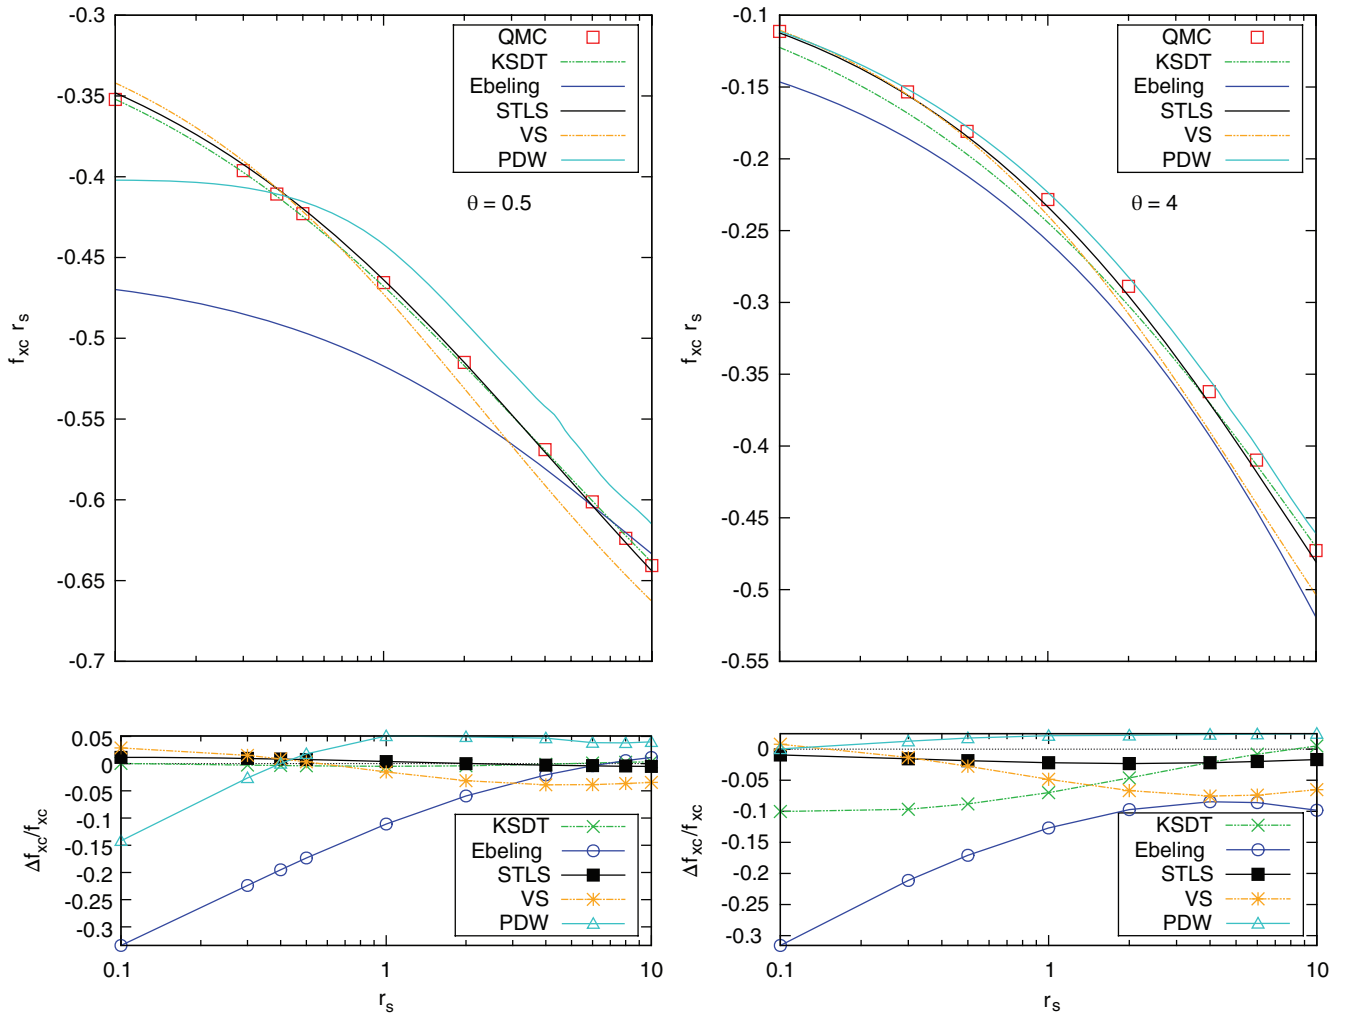 -0.3
-0.35
-0.4
-0.45
-0.5
-0.55
-0.6
-0.65
-0.7
f_xc r_s
QMC
KSDT
Ebeling
STLS
VS
PDW
θ = 0.5
-0.1
-0.15
-0.2
-0.25
-0.3
-0.35
-0.4
-0.45
-0.5
-0.55
f_xc r_s
QMC
KSDT
Ebeling
STLS
VS
PDW
θ = 4
0.05
0
-0.05
-0.1
-0.15
-0.2
-0.25
-0.3
Δf_xc/f_xc
KSDT
Ebeling
STLS
VS
PDW
0.1 1 10
r_s
0
-0.05
-0.1
-0.15
-0.2
-0.25
-0.3
Δf_xc/f_xc
KSDT
Ebeling
STLS
VS
PDW
0.1 1 10
r_s